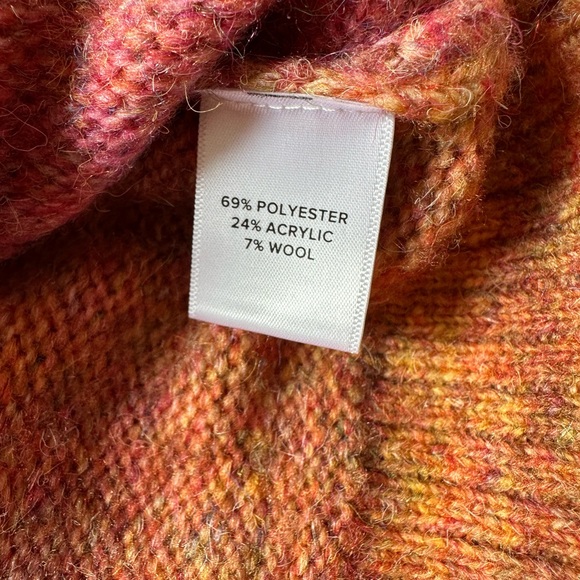 69% POLYESTER
24% ACRYLIC
7% WOOL